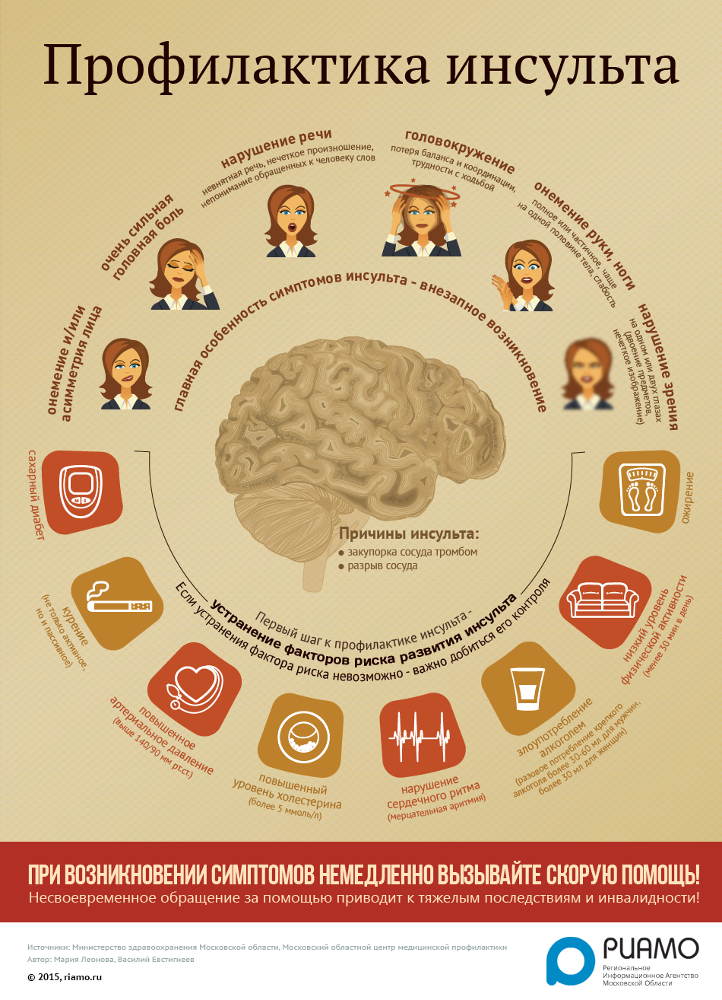 Профилактика инсульта
онемение и/или
асимметрия лица
очень сильная
головная боль
нарушение речи
невнятная речь, нечеткое произношение,
непонимание обращенных к человеку слов
головокружение
потеря баланса и координации,
трудности с ходьбой
онемение руки, ноги
полное или частичное, чаще
на одной половине тела, слабость
нарушение зрения
на одном или двух глазах
(двоение предметов,
нечеткое изображение)
главная особенность симптомов инсульта – внезапное возникновение
Причины инсульта:
• закупорка сосуда тромбом
• разрыв сосуда
Первый шаг к профилактике инсульта -
устранение факторов риска развития инсульта
Если устранения фактора риска невозможно - важно добиться его контроля
сахарный диабет
курение
(не только активное,
но и пассивное)
повышенное
артериальное давление
(выше 140/90 мм рт.ст.)
повышенный
уровень холестерина
(более 5 ммоль/л)
нарушение
сердечного ритма
(мерцательная аритмия)
злоупотребление
алкоголем
(разовое потребление крепкого
алкоголя более 30-60 мл для мужчин,
более 30 мл для женщин)
низкий уровень
физической активности
(менее 30 мин в день)
ожирение
ПРИ ВОЗНИКНОВЕНИИ СИМПТОМОВ НЕМЕДЛЕННО ВЫЗЫВАЙТЕ СКОРУЮ ПОМОЩЬ!
Несвоевременное обращение за помощью приводит к тяжелым последствиям и инвалидности!
Источники: Министерство здравоохранения Московской области, Московский областной центр медицинской профилактики
Автор: Мария Леонова, Василий Евстигнеев
© 2015, riamo.ru
РИАМО
Региональное
Информационное Агентство
Московской Области